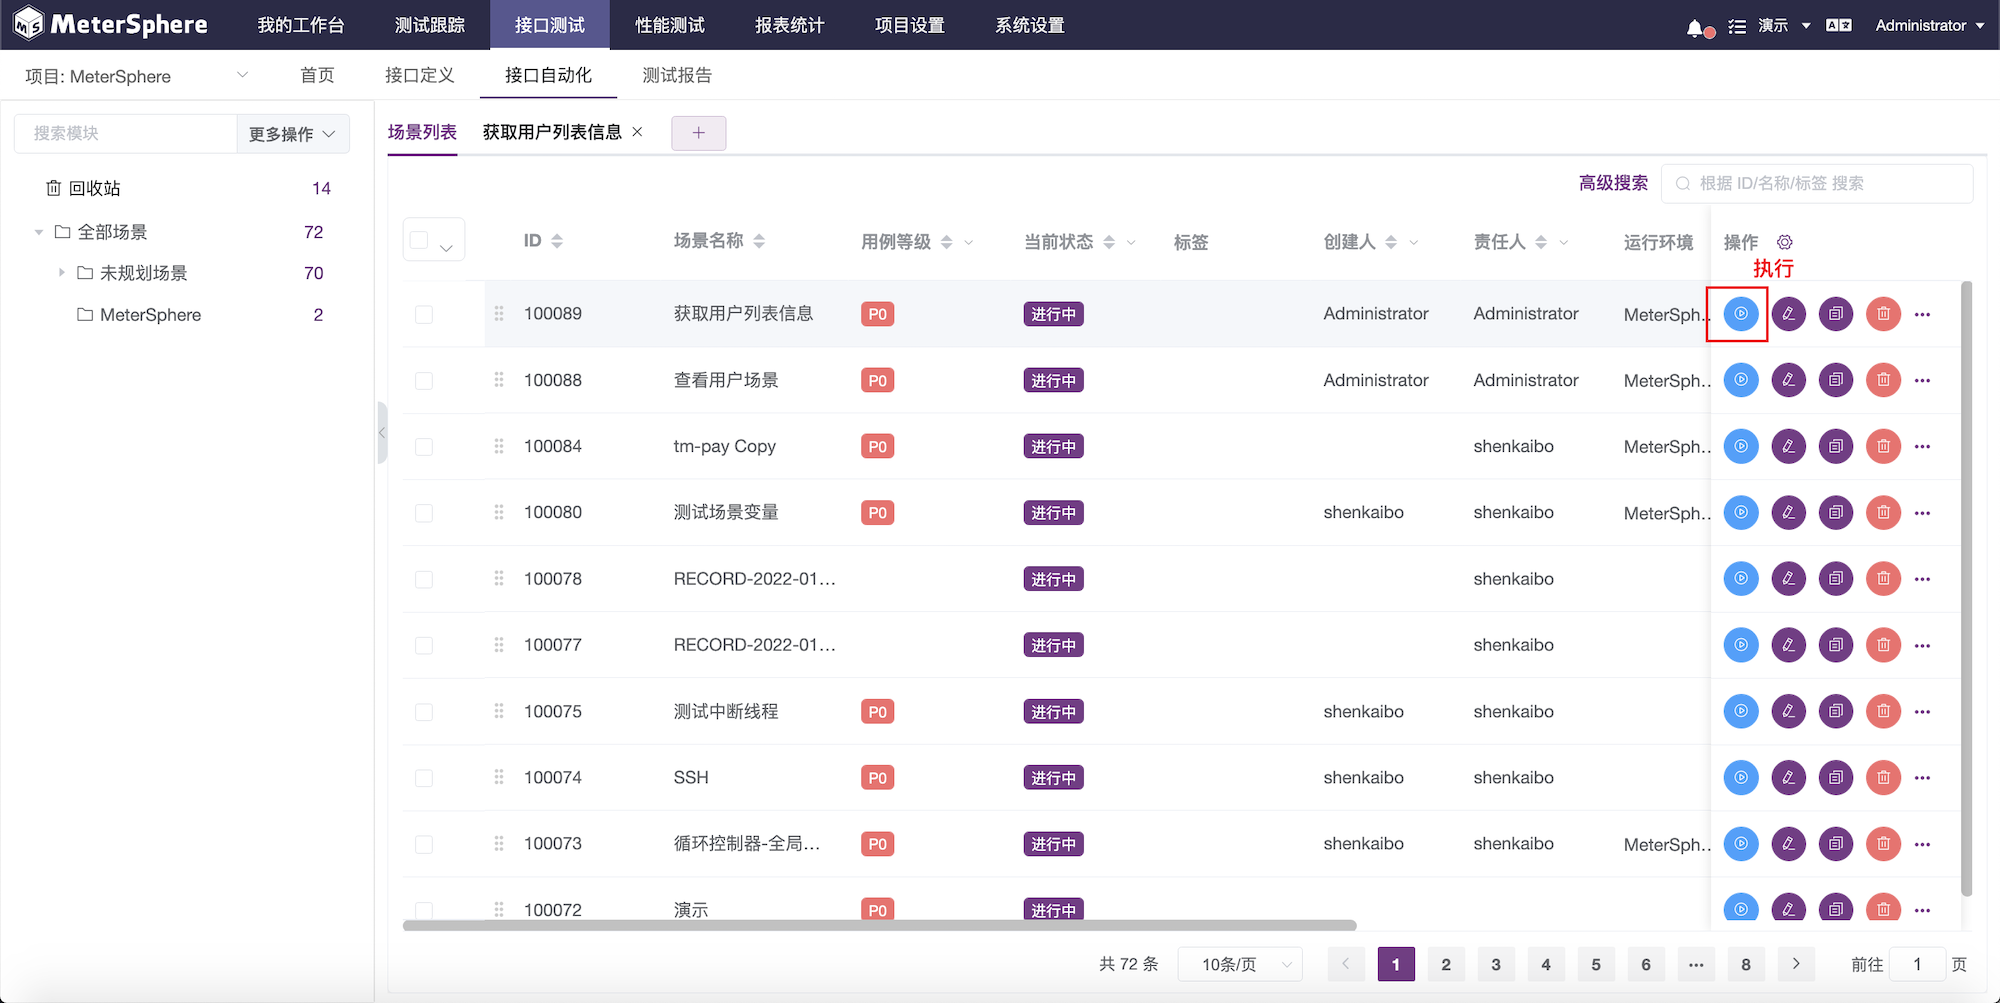 MeterSphere 我的工作台 测试跟踪 接口测试 性能测试 报表统计 项目设置 系统设置 演示 Administrator
项目: MeterSphere 首页 接口定义 接口自动化 测试报告
搜索模块 更多操作
回收站 14
全部场景 72
未规划场景 70
MeterSphere 2
场景列表 获取用户列表信息 × +
高级搜索 根据 ID/名称/标签 搜索
ID 场景名称 用例等级 当前状态 标签 创建人 责任人 运行环境 操作
执行
100089 获取用户列表信息 P0 进行中 Administrator Administrator MeterSph...
100088 查看用户场景 P0 进行中 Administrator Administrator MeterSph...
100084 tm-pay Copy P0 进行中 shenkaibo MeterSph...
100080 测试场景变量 P0 进行中 shenkaibo shenkaibo MeterSph...
100078 RECORD-2022-01... 进行中 shenkaibo
100077 RECORD-2022-01... 进行中 shenkaibo
100075 测试中断线程 P0 进行中 shenkaibo shenkaibo
100074 SSH P0 进行中 shenkaibo shenkaibo
100073 循环控制器-全局... P0 进行中 shenkaibo shenkaibo MeterSph...
100072 演示 P0 进行中
共 72 条 10条/页 < 1 2 3 4 5 6 ··· 8 > 前往 1 页